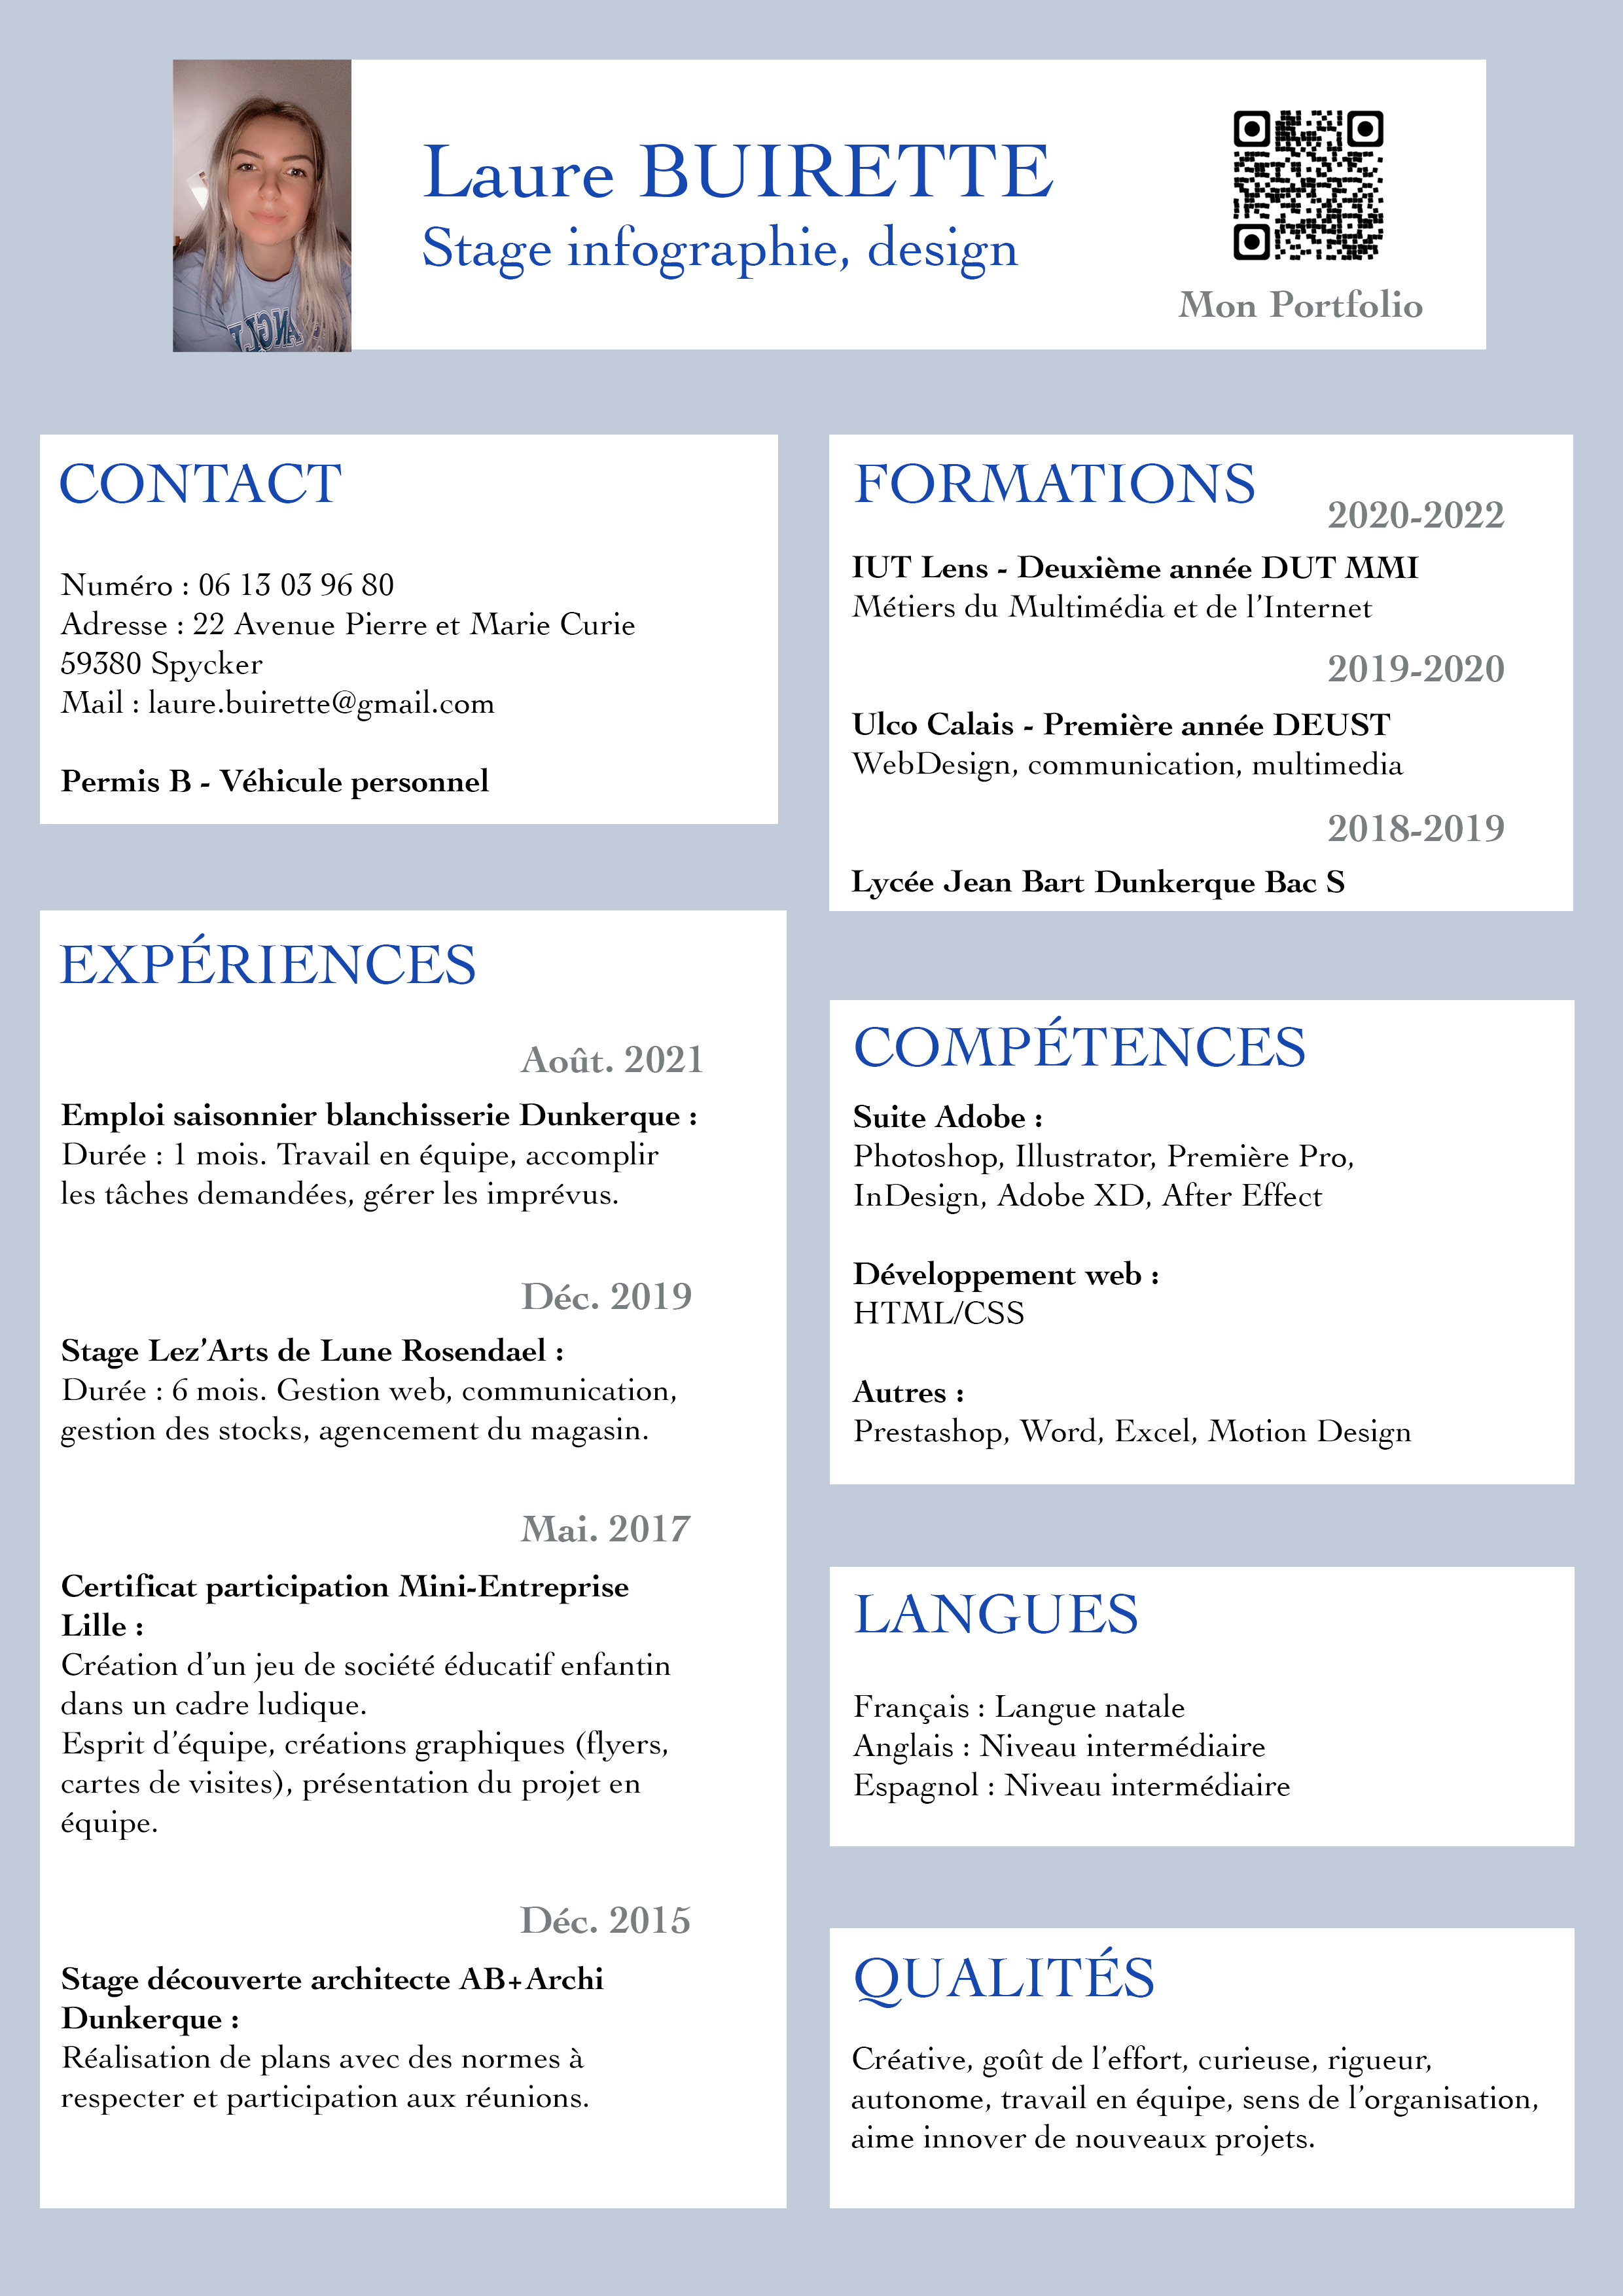 Laure BUIRETTE
Stage infographie, design
Mon Portfolio
CONTACT
Numéro : 06 13 03 96 80
Adresse : 22 Avenue Pierre et Marie Curie
59380 Spycker
Mail : laure.buirette@gmail.com
Permis B - Véhicule personnel
EXPÉRIENCES
Août. 2021
Emploi saisonnier blanchisserie Dunkerque :
Durée : 1 mois. Travail en équipe, accomplir
les tâches demandées, gérer les imprévus.
Déc. 2019
Stage Lez’Arts de Lune Rosendael :
Durée : 6 mois. Gestion web, communication,
gestion des stocks, agencement du magasin.
Mai. 2017
Certificat participation Mini-Entreprise
Lille :
Création d’un jeu de société éducatif enfantin
dans un cadre ludique.
Esprit d’équipe, créations graphiques (flyers,
cartes de visites), présentation du projet en
équipe.
Déc. 2015
Stage découverte architecte AB+Archi
Dunkerque :
Réalisation de plans avec des normes à
respecter et participation aux réunions.
FORMATIONS
2020-2022
IUT Lens - Deuxième année DUT MMI
Métiers du Multimédia et de l’Internet
2019-2020
Ulco Calais - Première année DEUST
WebDesign, communication, multimedia
2018-2019
Lycée Jean Bart Dunkerque Bac S
COMPÉTENCES
Suite Adobe :
Photoshop, Illustrator, Première Pro,
InDesign, Adobe XD, After Effect
Développement web :
HTML/CSS
Autres :
Prestashop, Word, Excel, Motion Design
LANGUES
Français : Langue natale
Anglais : Niveau intermédiaire
Espagnol : Niveau intermédiaire
QUALITÉS
Créative, goût de l’effort, curieuse, rigueur,
autonome, travail en équipe, sens de l’organisation,
aime innover de nouveaux projets.